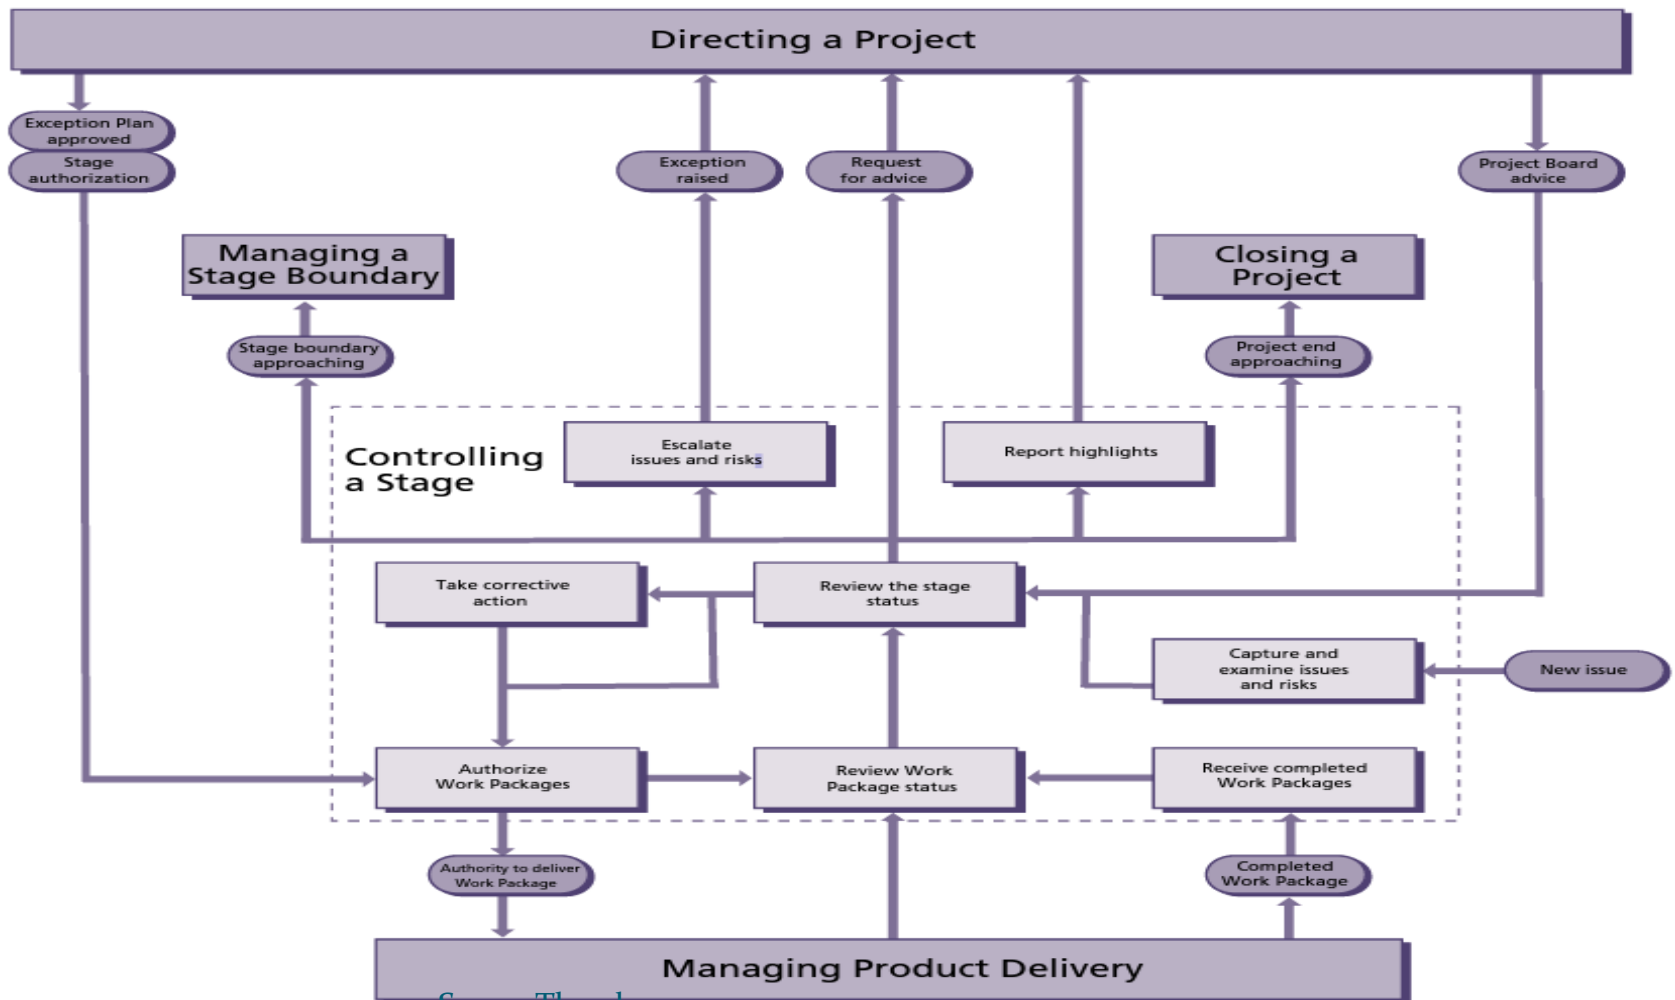 Directing a Project
Exception Plan
approved
Stage
authorization
Exception
raised
Request
for advice
Project Board
advice
Managing a
Stage Boundary
Closing a
Project
Stage boundary
approaching
Project end
approaching
Controlling
a Stage
Escalate
issues and risks
Report highlights
Take corrective
action
Review the stage
status
Capture and
examine issues
and risks
New issue
Authorize
Work Packages
Review Work
Package status
Receive completed
Work Packages
Authority to deliver
Work Package
Completed
Work Package
Managing Product Delivery